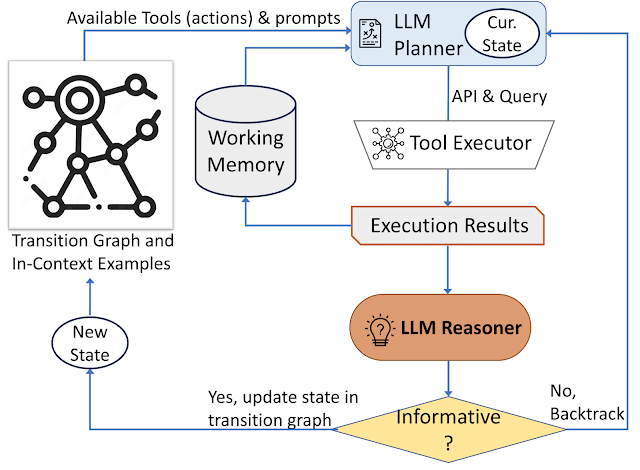 Available Tools (actions) & prompts
LLM
Planner
Cur.
State
API & Query
Working
Memory
Tool Executor
Execution Results
Transition Graph and
In-Context Examples
LLM Reasoner
New
State
Yes, update state in
transition graph
Informative
?
No,
Backtrack